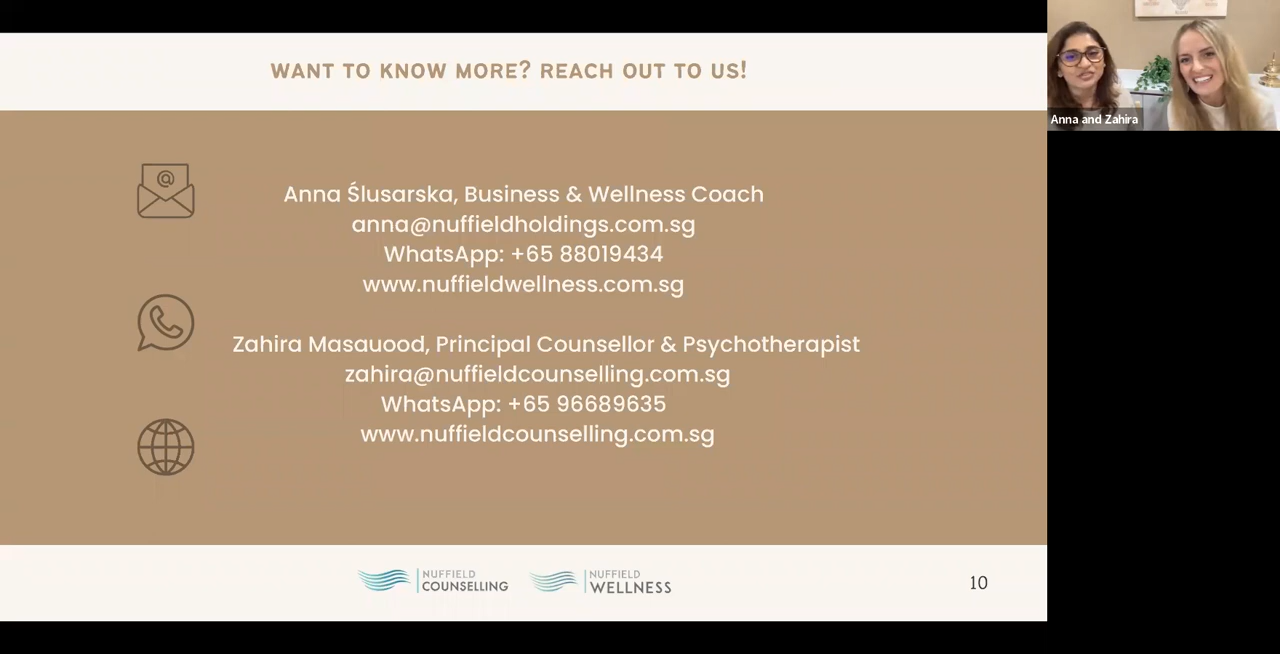 WANT TO KNOW MORE? REACH OUT TO US!
Anna and Zahira
@
Anna Ślusarska, Business & Wellness Coach
anna@nuffieldholdings.com.sg
WhatsApp: +65 88019434
www.nuffieldwellness.com.sg
Zahira Masauood, Principal Counsellor & Psychotherapist
zahira@nuffieldcounselling.com.sg
WhatsApp: +65 96689635
www.nuffieldcounselling.com.sg
NUFFIELD
COUNSELLING
NUFFIELD
WELLNESS
10